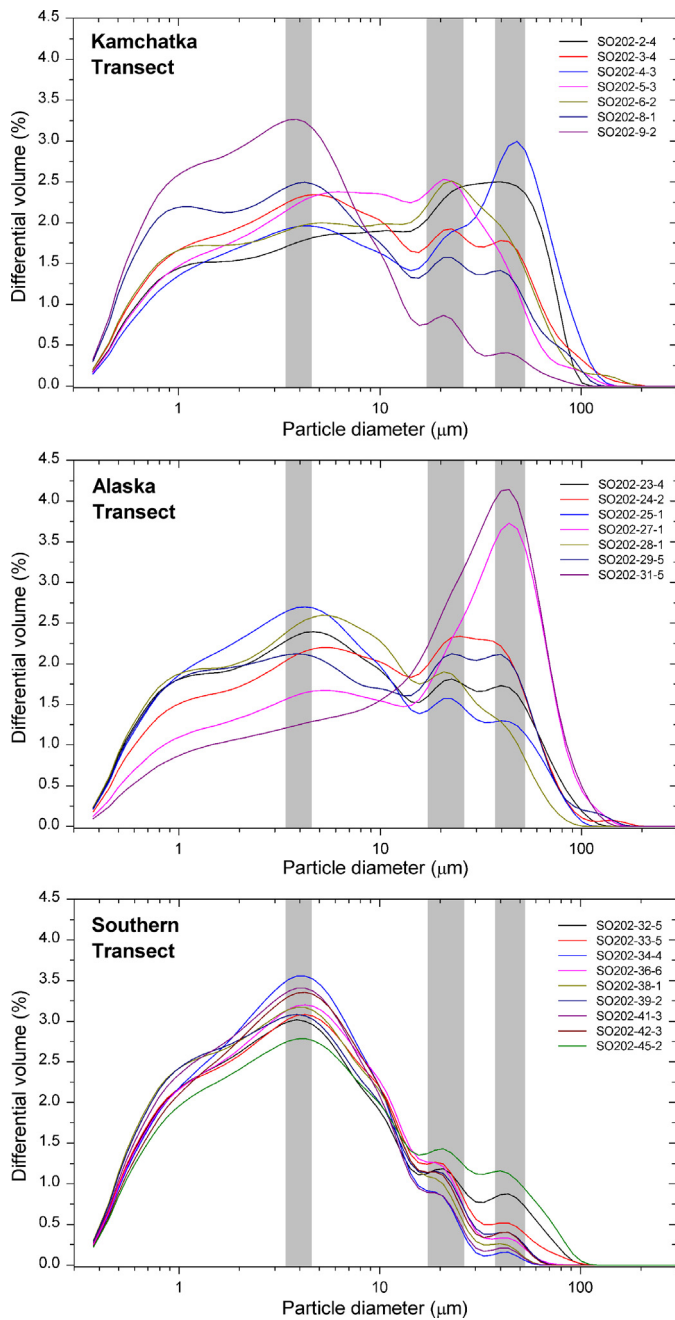 Kamchatka
Transect
SO202-2-4
SO202-3-4
SO202-4-3
SO202-5-3
SO202-6-2
SO202-8-1
SO202-9-2
Differential volume (%)
4.5
4.0
3.5
3.0
2.5
2.0
1.5
1.0
0.5
0.0
1
10
100
Particle diameter (μm)
Alaska
Transect
SO202-23-4
SO202-24-2
SO202-25-1
SO202-27-1
SO202-28-1
SO202-29-5
SO202-31-5
Differential volume (%)
4.5
4.0
3.5
3.0
2.5
2.0
1.5
1.0
0.5
0.0
1
10
100
Particle diameter (μm)
Southern
Transect
SO202-32-5
SO202-33-5
SO202-34-4
SO202-36-6
SO202-38-1
SO202-39-2
SO202-41-3
SO202-42-3
SO202-45-2
Differential volume (%)
4.5
4.0
3.5
3.0
2.5
2.0
1.5
1.0
0.5
0.0
1
10
100
Particle diameter (μm)